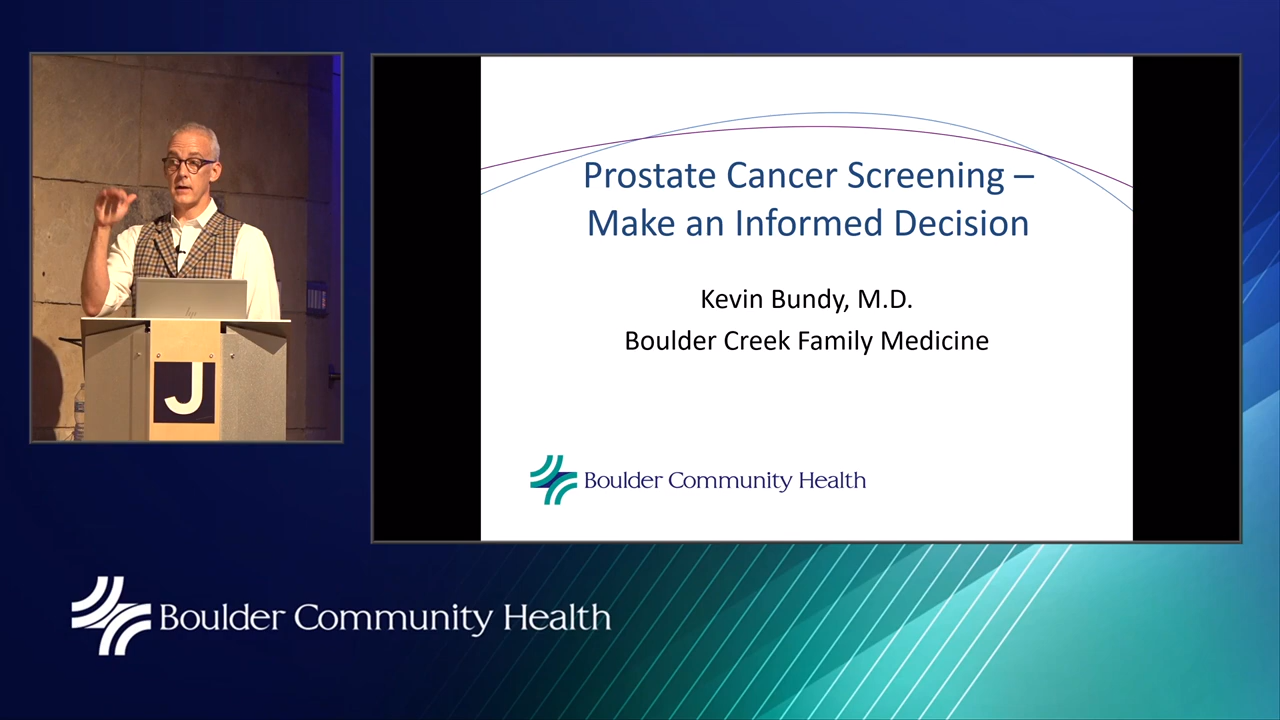 Prostate Cancer Screening –
Make an Informed Decision
Kevin Bundy, M.D.
Boulder Creek Family Medicine
Boulder Community Health
hp
J
Boulder Community Health